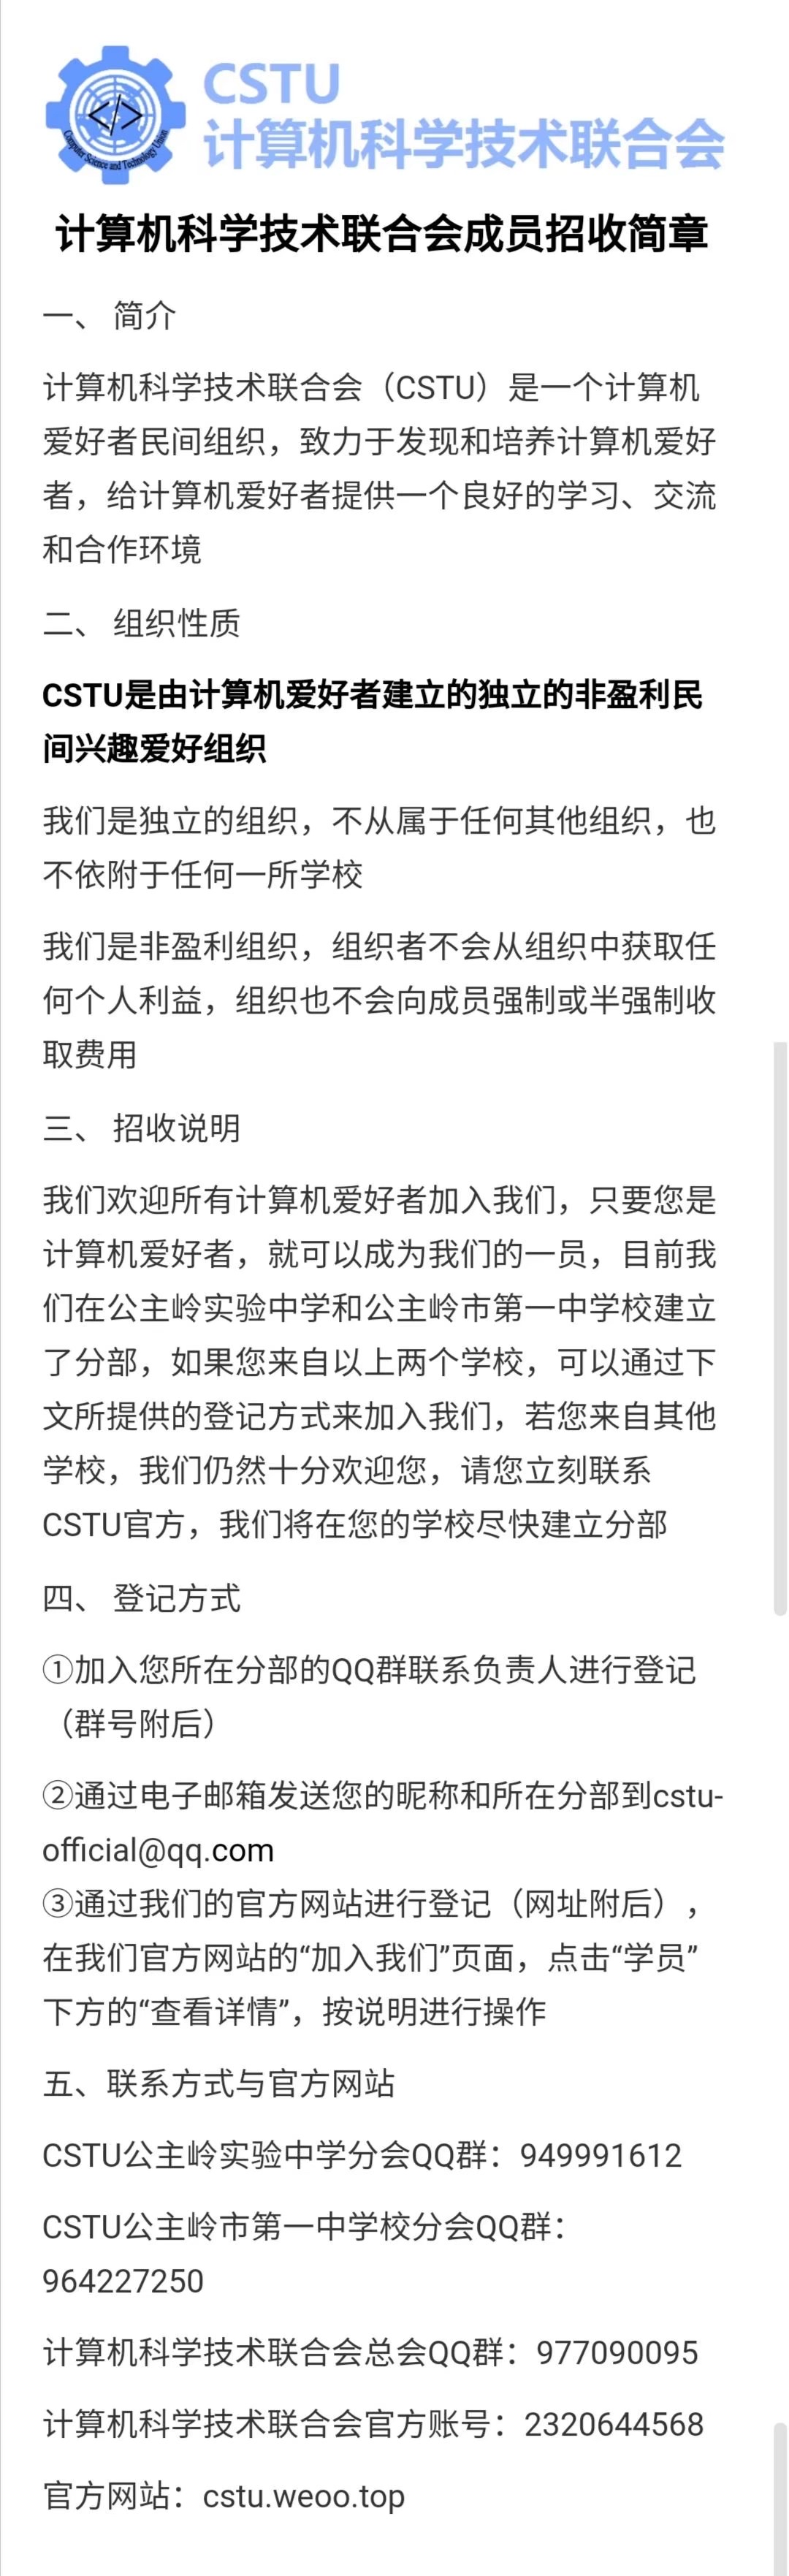 CSTU
计算机科学技术联合会
</>
Computer Science and Technology Union
计算机科学技术联合会成员招收简章
一、 简介
计算机科学技术联合会（CSTU）是一个计算机
爱好者民间组织，致力于发现和培养计算机爱好
者，给计算机爱好者提供一个良好的学习、交流
和合作环境
二、 组织性质
CSTU是由计算机爱好者建立的独立的非盈利民
间兴趣爱好组织
我们是独立的组织，不从属于任何其他组织，也
不依附于任何一所学校
我们是非盈利组织，组织者不会从组织中获取任
何个人利益，组织也不会向成员强制或半强制收
取费用
三、 招收说明
我们欢迎所有计算机爱好者加入我们，只要您是
计算机爱好者，就可以成为我们的一员，目前我
们在公主岭实验中学和公主岭市第一中学校建立
了分部，如果您来自以上两个学校，可以通过下
文所提供的登记方式来加入我们，若您来自其他
学校，我们仍然十分欢迎您，请您立刻联系
CSTU官方，我们将在您的学校尽快建立分部
四、 登记方式
①加入您所在分部的QQ群联系负责人进行登记
（群号附后）
②通过电子邮箱发送您的昵称和所在分部到cstu-
official@qq.com
③通过我们的官方网站进行登记（网址附后），
在我们官方网站的“加入我们”页面，点击“学员”
下方的“查看详情”，按说明进行操作
五、联系方式与官方网站
CSTU公主岭实验中学分会QQ群：949991612
CSTU公主岭市第一中学校分会QQ群：
964227250
计算机科学技术联合会总会QQ群：977090095
计算机科学技术联合会官方账号：2320644568
官方网站：cstu.weoo.top